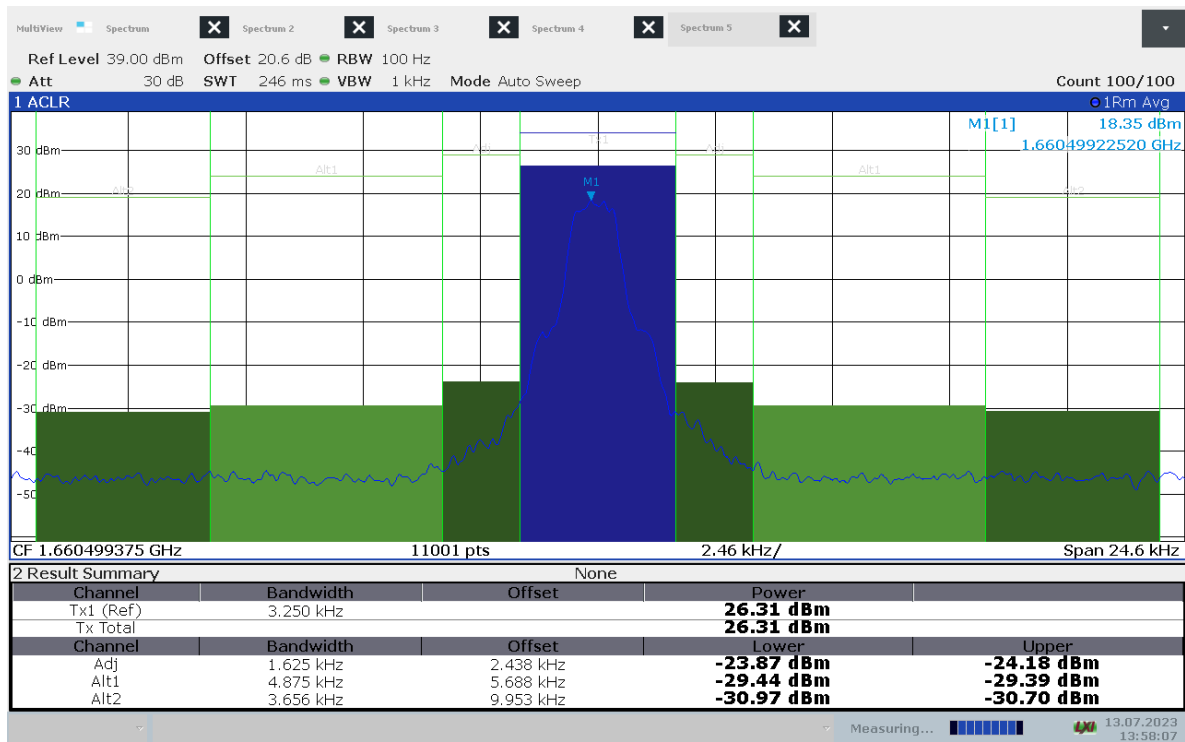 MultiView Spectrum Spectrum 2 Spectrum 3 Spectrum 4 Spectrum 5
Ref Level 39.00 dBm Offset 20.6 dB RBW 100 Hz
Att 30 dB SWT 246 ms VBW 1 kHz Mode Auto Sweep Count 100/100
1 ACLR 1Rm Avg
M1[1] 18.35 dBm
1.66049922520 GHz
Tx1
Adj Adj
30 dBm
Alt1 Alt1
M1
20 dBm
Alt2 Alt2
10 dBm
0 dBm
-10 dBm
-20 dBm
-30 dBm
-40
-50
CF 1.660499375 GHz 11001 pts 2.46 kHz/ Span 24.6 kHz
2 Result Summary None
Channel Bandwidth Offset Power
Tx1 (Ref) 3.250 kHz 26.31 dBm
Tx Total 26.31 dBm
Channel Bandwidth Offset Lower Upper
Adj 1.625 kHz 2.438 kHz -23.87 dBm -24.18 dBm
Alt1 4.875 kHz 5.688 kHz -29.44 dBm -29.39 dBm
Alt2 3.656 kHz 9.953 kHz -30.97 dBm -30.70 dBm
Measuring... LXI 13.07.2023
13:58:07